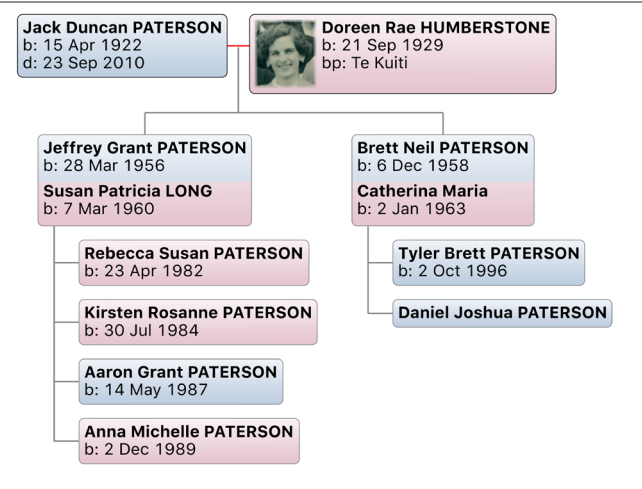 Jack Duncan PATERSON
b: 15 Apr 1922
d: 23 Sep 2010
Doreen Rae HUMBERSTONE
b: 21 Sep 1929
bp: Te Kuiti
Jeffrey Grant PATERSON
b: 28 Mar 1956
Susan Patricia LONG
b: 7 Mar 1960
Rebecca Susan PATERSON
b: 23 Apr 1982
Kirsten Rosanne PATERSON
b: 30 Jul 1984
Aaron Grant PATERSON
b: 14 May 1987
Anna Michelle PATERSON
b: 2 Dec 1989
Brett Neil PATERSON
b: 6 Dec 1958
Catherina Maria
b: 2 Jan 1963
Tyler Brett PATERSON
b: 2 Oct 1996
Daniel Joshua PATERSON